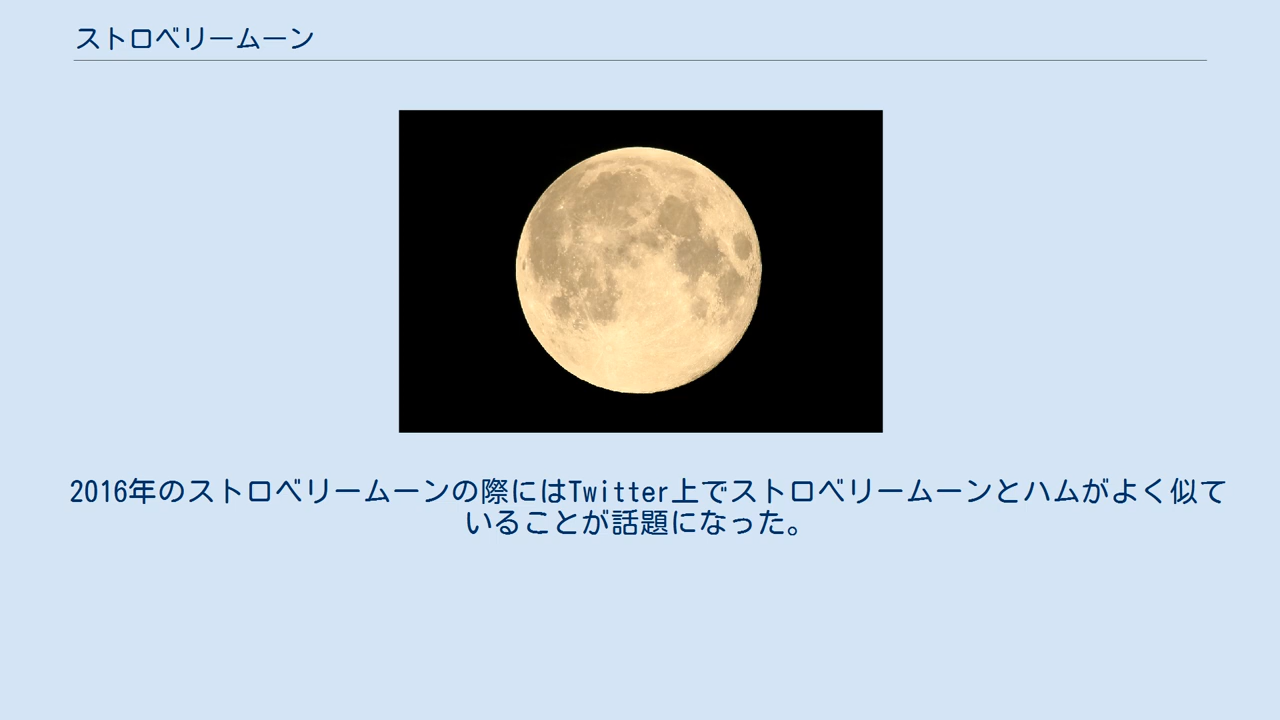 ストロベリームーン
2016年のストロベリームーンの際にはTwitter上でストロベリームーンとハムがよく似て
いることが話題になった。